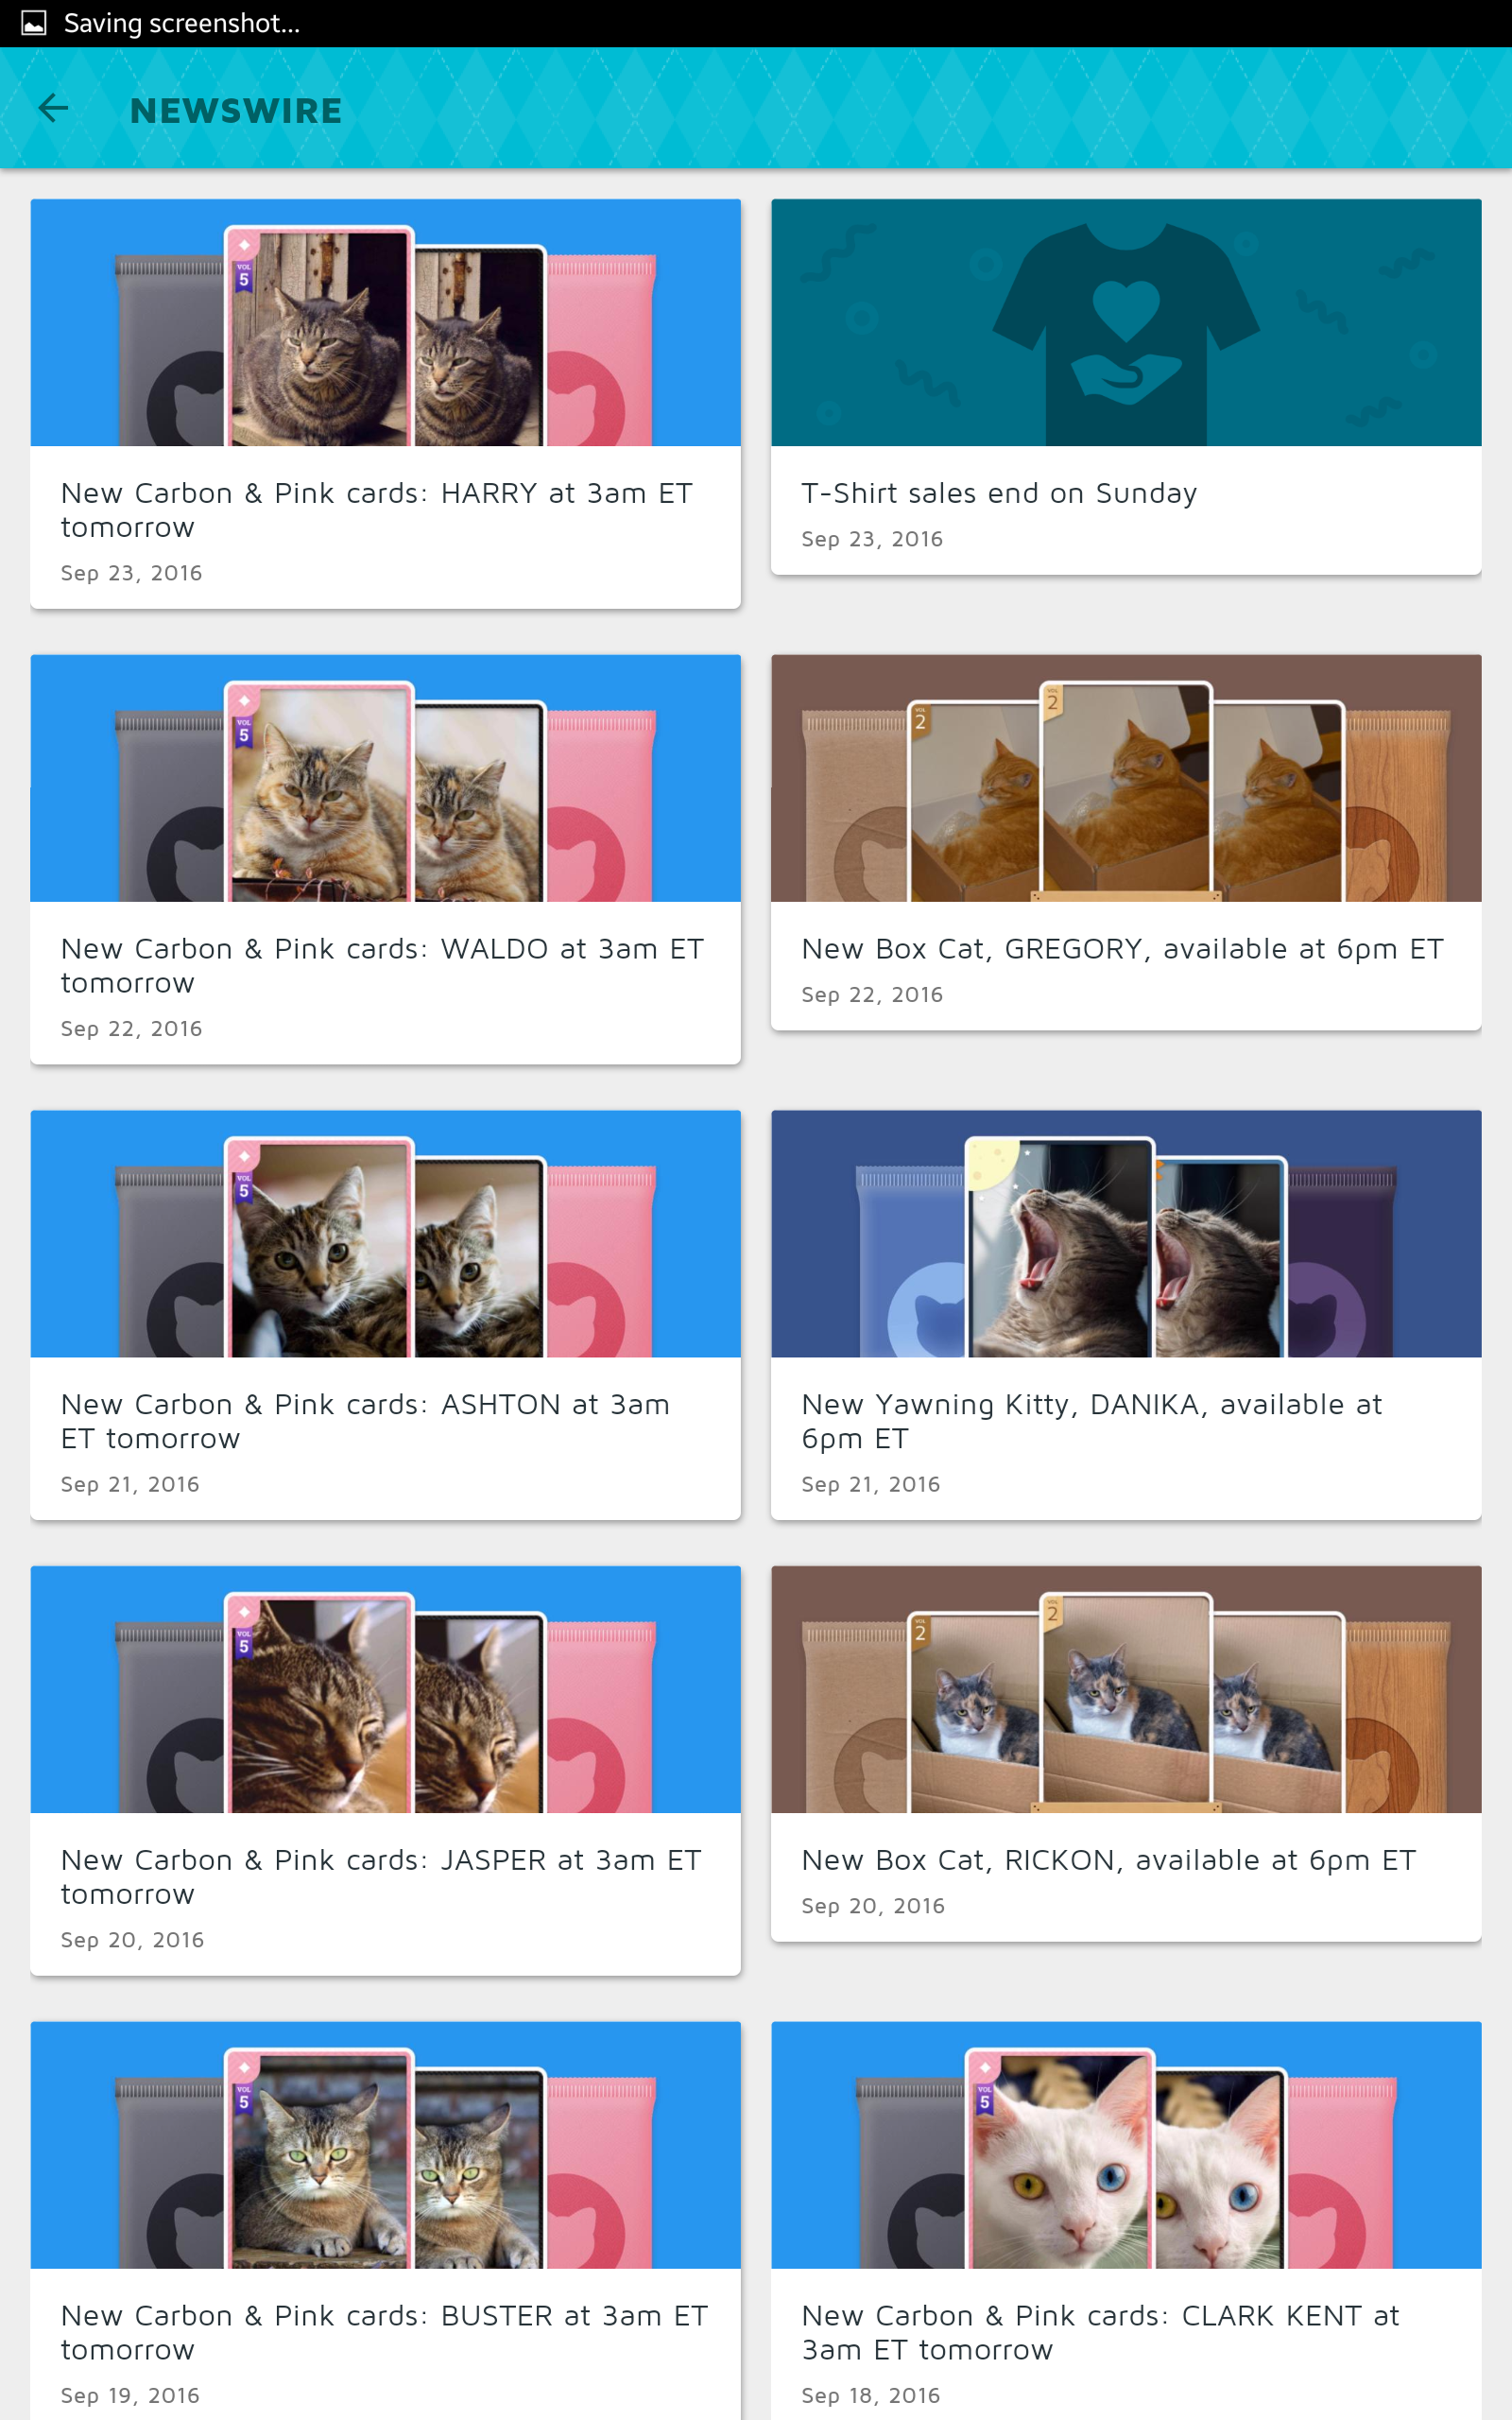 Saving screenshot...
NEWSWIRE
VOL
5
New Carbon & Pink cards: HARRY at 3am ET
tomorrow
Sep 23, 2016
T-Shirt sales end on Sunday
Sep 23, 2016
VOL
5
New Carbon & Pink cards: WALDO at 3am ET
tomorrow
Sep 22, 2016
VOL
2
VOL
2
New Box Cat, GREGORY, available at 6pm ET
Sep 22, 2016
VOL
5
New Carbon & Pink cards: ASHTON at 3am
ET tomorrow
Sep 21, 2016
New Yawning Kitty, DANIKA, available at
6pm ET
Sep 21, 2016
VOL
5
New Carbon & Pink cards: JASPER at 3am ET
tomorrow
Sep 20, 2016
VOL
2
VOL
2
New Box Cat, RICKON, available at 6pm ET
Sep 20, 2016
VOL
5
New Carbon & Pink cards: BUSTER at 3am ET
tomorrow
Sep 19, 2016
VOL
5
New Carbon & Pink cards: CLARK KENT at
3am ET tomorrow
Sep 18, 2016